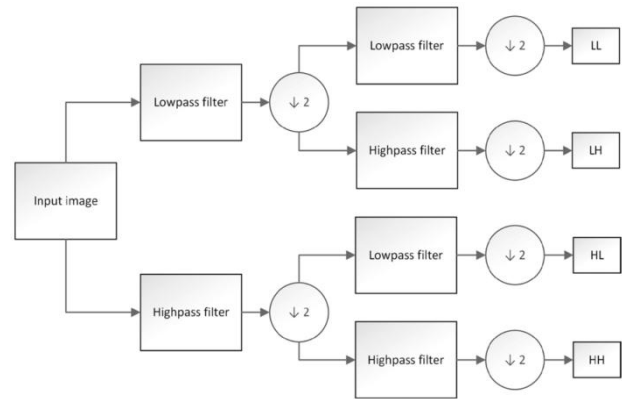 Lowpass filter
↓ 2
LL
Lowpass filter
↓ 2
Highpass filter
↓ 2
LH
Input image
Lowpass filter
↓ 2
HL
Highpass filter
↓ 2
Highpass filter
↓ 2
HH